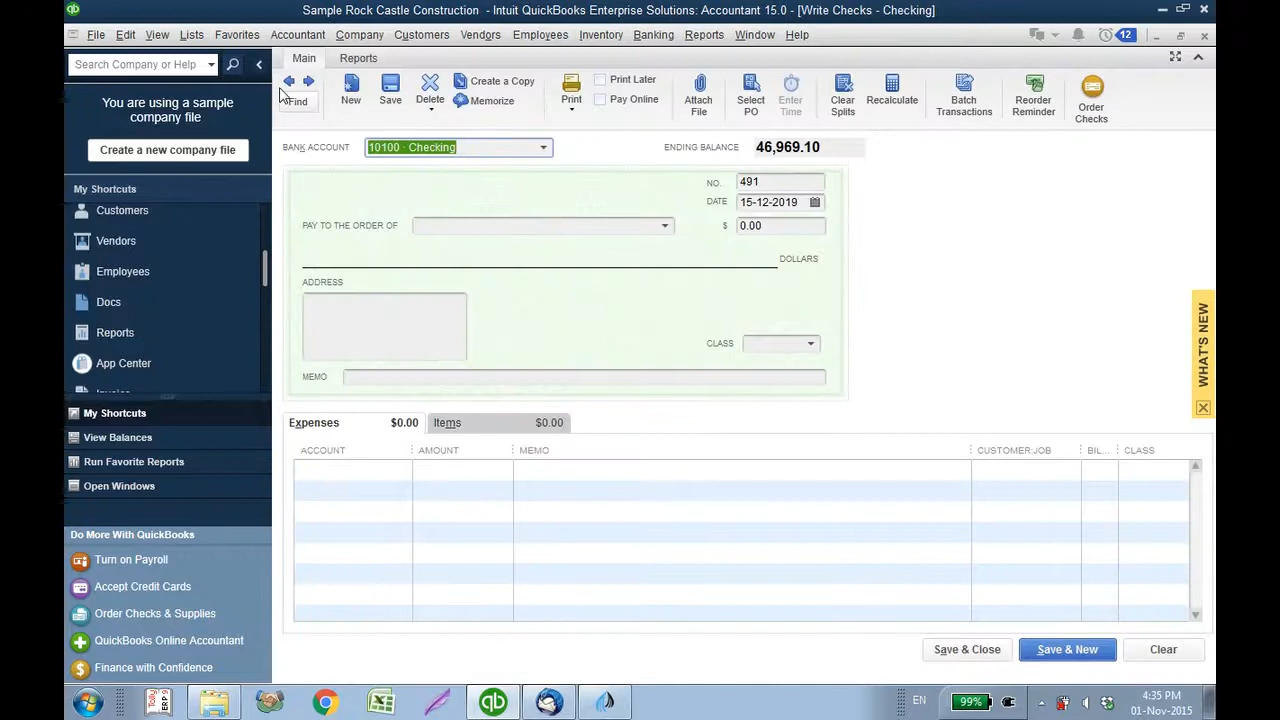 Sample Rock Castle Construction - Intuit QuickBooks Enterprise Solutions: Accountant 15.0 - [Write Checks - Checking]
File Edit View Lists Favorites Accountant Company Customers Vendors Employees Inventory Banking Reports Window Help 12
Search Company or Help
Main Reports
Find New Save Delete Create a Copy Memorize Print Print Later Pay Online Attach File Select PO Enter Time Clear Splits Recalculate Batch Transactions Reorder Reminder Order Checks
You are using a sample company file
Create a new company file
My Shortcuts
Customers
Vendors
Employees
Docs
Reports
App Center
My Shortcuts
View Balances
Run Favorite Reports
Open Windows
Do More With QuickBooks
Turn on Payroll
Accept Credit Cards
Order Checks & Supplies
QuickBooks Online Accountant
Finance with Confidence
BANK ACCOUNT 10100 · Checking ENDING BALANCE 46,969.10
NO. 491
DATE 15-12-2019
PAY TO THE ORDER OF $ 0.00
DOLLARS
ADDRESS
CLASS
MEMO
WHAT'S NEW
Expenses $0.00 Items $0.00
ACCOUNT AMOUNT MEMO CUSTOMER:JOB BIL... CLASS
Save & Close Save & New Clear
Tally ERP 9
EN 99% 4:35 PM
01-Nov-2015